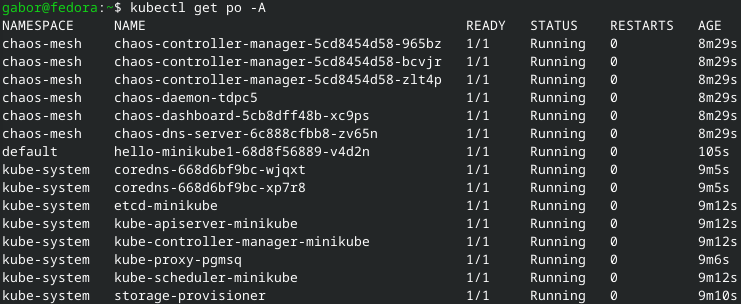 gabor@fedora:~$ kubectl get po -A
NAMESPACE NAME READY STATUS RESTARTS AGE
chaos-mesh chaos-controller-manager-5cd8454d58-965bz 1/1 Running 0 8m29s
chaos-mesh chaos-controller-manager-5cd8454d58-bcvjr 1/1 Running 0 8m29s
chaos-mesh chaos-controller-manager-5cd8454d58-zlt4p 1/1 Running 0 8m29s
chaos-mesh chaos-daemon-tdpc5 1/1 Running 0 8m29s
chaos-mesh chaos-dashboard-5cb8dff48b-xc9ps 1/1 Running 0 8m29s
chaos-mesh chaos-dns-server-6c888cfbb8-zv65n 1/1 Running 0 8m29s
default hello-minikube1-68d8f56889-v4d2n 1/1 Running 0 105s
kube-system coredns-668d6bf9bc-wjqxt 1/1 Running 0 9m5s
kube-system coredns-668d6bf9bc-xp7r8 1/1 Running 0 9m5s
kube-system etcd-minikube 1/1 Running 0 9m12s
kube-system kube-apiserver-minikube 1/1 Running 0 9m12s
kube-system kube-controller-manager-minikube 1/1 Running 0 9m12s
kube-system kube-proxy-pgmsq 1/1 Running 0 9m6s
kube-system kube-scheduler-minikube 1/1 Running 0 9m12s
kube-system storage-provisioner 1/1 Running 0 9m10s